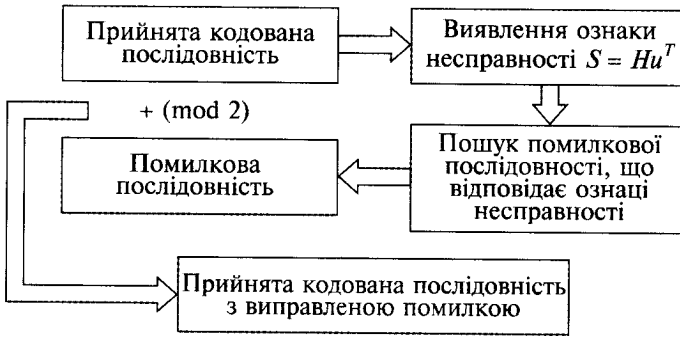 Прийнята кодована
послідовність
Виявлення ознаки
несправності S = Hu^T
+ (mod 2)
Помилкова
послідовність
Пошук помилкової
послідовності, що
відповідає ознаці
несправності
Прийнята кодована послідовність
з виправленою помилкою